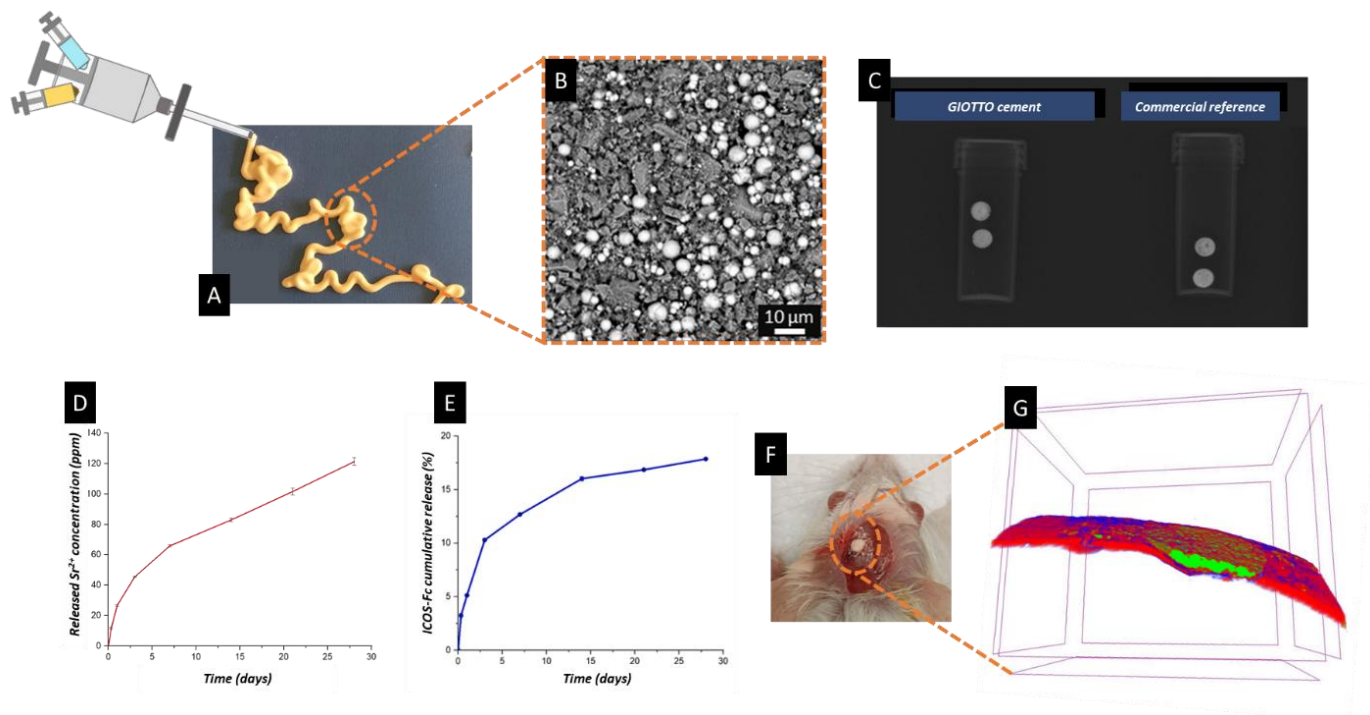 A
B
10 µm
C
GIOTTO cement
Commercial reference
D
Released Sr²⁺ concentration (ppm)
140
120
100
80
60
40
20
0
0
5
10
15
20
25
30
Time (days)
E
ICOS-Fc cumulative release (%)
20
15
10
5
0
0
5
10
15
20
25
30
Time (days)
F
G